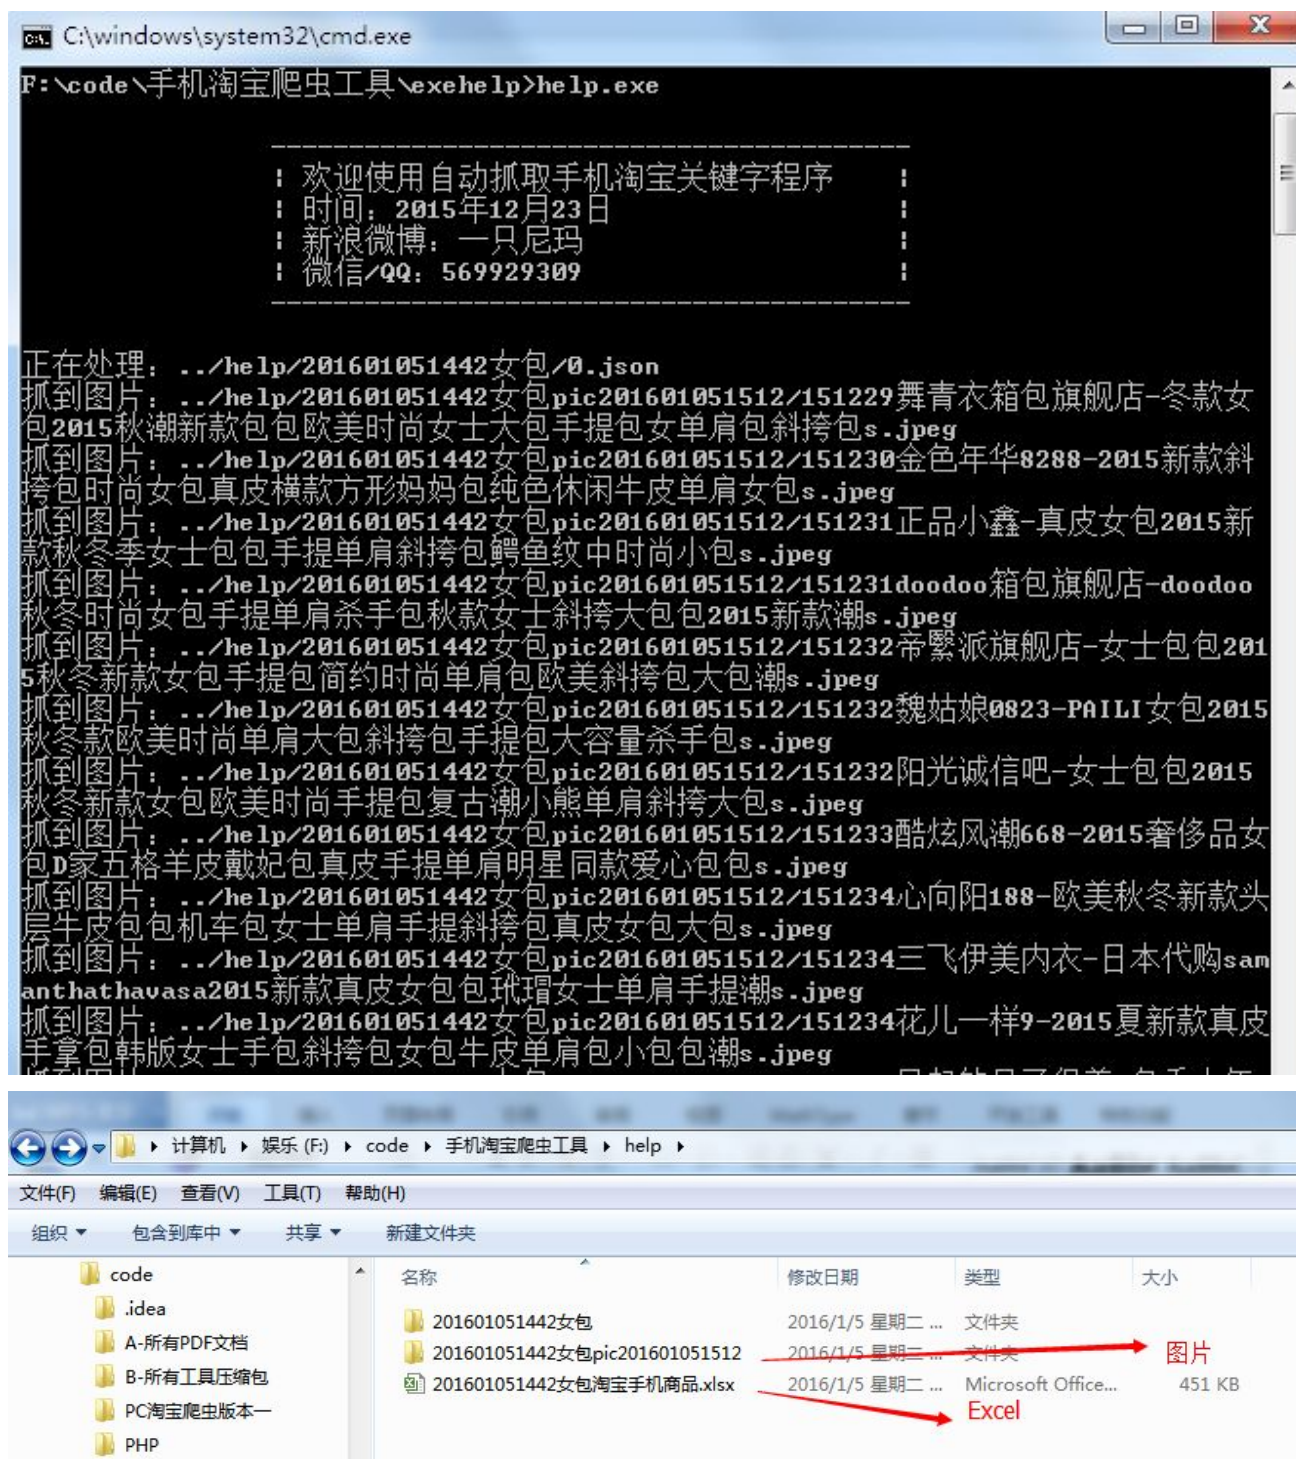 C:\windows\system32\cmd.exe
F:\code\手机淘宝爬虫工具\exehelp>help.exe
| 欢迎使用自动抓取手机淘宝关键字程序 |
| 时间：2015年12月23日 |
| 新浪微博：一只尼玛 |
| 微信/QQ：569929309 |
正在处理：../help/201601051442女包/0.json
抓到图片：../help/201601051442女包pic201601051512/151229舞青衣箱包旗舰店-冬款女
包2015秋潮新款包包欧美时尚女士大包手提包女单肩包斜挎包s.jpeg
抓到图片：../help/201601051442女包pic201601051512/151230金色年华8288-2015新款斜
挎包时尚女包真皮横款方形妈妈包纯色休闲牛皮单肩女包s.jpeg
抓到图片：../help/201601051442女包pic201601051512/151231正品小鑫-真皮女包2015新
款秋冬季女士包包手提单肩斜挎包鳄鱼纹中时尚小包s.jpeg
抓到图片：../help/201601051442女包pic201601051512/151231doodoo箱包旗舰店-doodoo
秋冬时尚女包手提单肩杀手包秋款女士斜挎大包包2015新款潮s.jpeg
抓到图片：../help/201601051442女包pic201601051512/151232帝繄派旗舰店-女士包包201
5秋冬新款女包手提包简约时尚单肩包欧美斜挎包大包潮s.jpeg
抓到图片：../help/201601051442女包pic201601051512/151232魏姑娘0823-PAILI女包2015
秋冬款欧美时尚单肩大包斜挎包手提包大容量杀手包s.jpeg
抓到图片：../help/201601051442女包pic201601051512/151232阳光诚信吧-女士包包2015
秋冬新款女包欧美时尚手提包复古潮小熊单肩斜挎大包s.jpeg
抓到图片：../help/201601051442女包pic201601051512/151233酷炫风潮668-2015奢侈品女
包D家五格羊皮戴妃包真皮手提单肩明星同款爱心包包s.jpeg
抓到图片：../help/201601051442女包pic201601051512/151234心向阳188-欧美秋冬新款头
层牛皮包包机车包女士单肩手提斜挎包真皮女包大包s.jpeg
抓到图片：../help/201601051442女包pic201601051512/151234三飞伊美内衣-日本代购sam
anthathavasa2015新款真皮女包包玳瑁女士单肩手提潮s.jpeg
抓到图片：../help/201601051442女包pic201601051512/151234花儿一样9-2015夏新款真皮
手拿包韩版女士手包斜挎包女包牛皮单肩包小包包潮s.jpeg
计算机 娱乐 (F:) code 手机淘宝爬虫工具 help
文件(F) 编辑(E) 查看(V) 工具(T) 帮助(H)
组织 包含到库中 共享 新建文件夹
code
.idea
A-所有PDF文档
B-所有工具压缩包
PC淘宝爬虫版本一
PHP
名称 修改日期 类型 大小
201601051442女包 2016/1/5 星期二 ... 文件夹
201601051442女包pic201601051512 2016/1/5 星期二 ... 文件夹 图片
201601051442女包淘宝手机商品.xlsx 2016/1/5 星期二 ... Microsoft Office... 451 KB
Excel